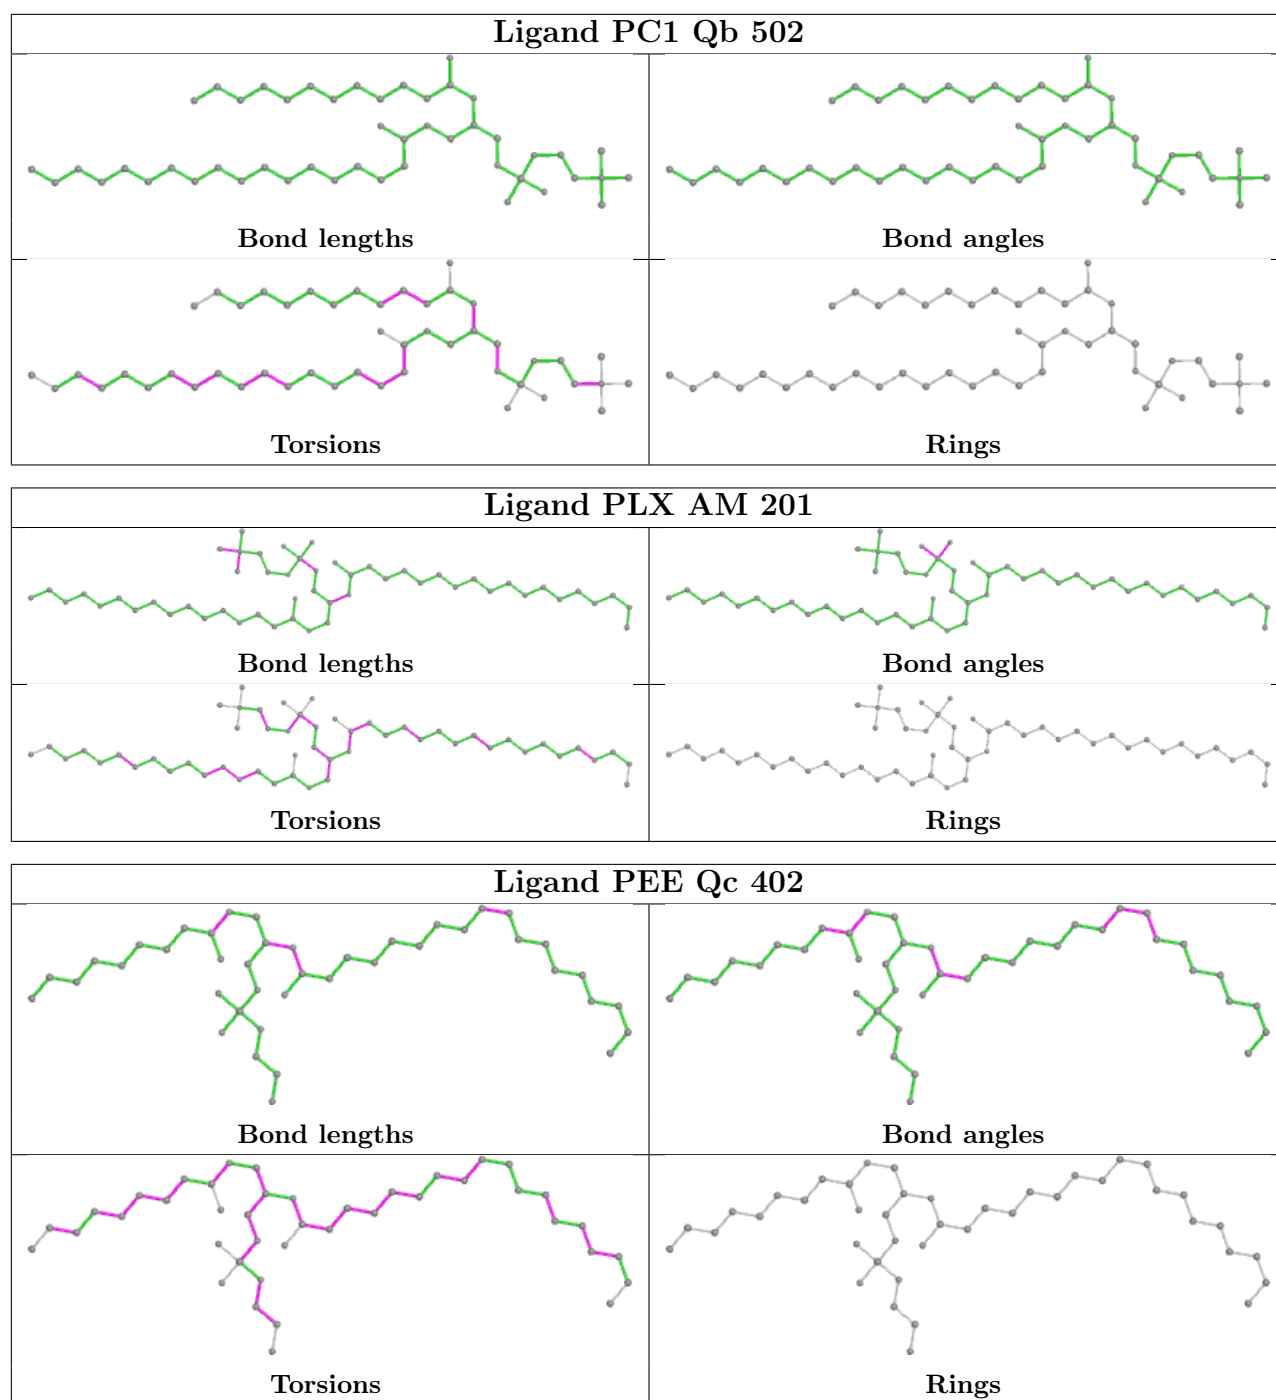 Ligand PC1 Qb 502
Bond lengths
Bond angles
Torsions
Rings
Ligand PLX AM 201
Bond lengths
Bond angles
Torsions
Rings
Ligand PEE Qc 402
Bond lengths
Bond angles
Torsions
Rings